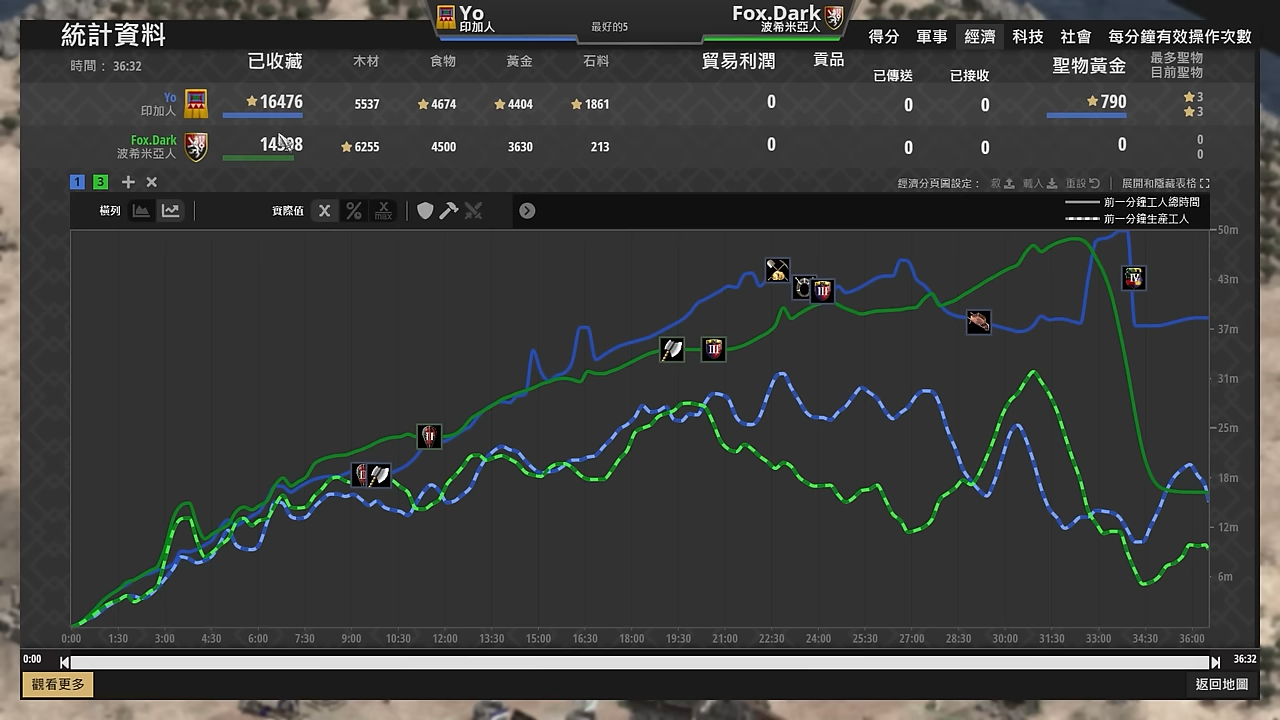 Yo
印加人
最好的5
Fox.Dark
波希米亞人
統計資料
得分 軍事 經濟 科技 社會 每分鐘有效操作次數
時間： 36:32
已收藏 木材 食物 黃金 石料 貿易利潤 貢品 已傳送 已接收 聖物黃金 最多聖物
目前聖物
Yo
印加人
16476 5537 4674 4404 1861 0 0 0 790 3
3
Fox.Dark
波希米亞人
6255 4500 3630 213 0 0 0 0 0
0
1 3
經濟分頁圖設定： 救 載入 重設 展開和隱藏表格
橫列 實際值 X % X max
前一分鐘工人總時間
前一分鐘生產工人
50m
43m
37m
31m
25m
18m
12m
6m
III
III
IV
II
0:00 1:30 3:00 4:30 6:00 7:30 9:00 10:30 12:00 13:30 15:00 16:30 18:00 19:30 21:00 22:30 24:00 25:30 27:00 28:30 30:00 31:30 33:00 34:30 36:00
0:00 36:32
觀看更多 返回地圖